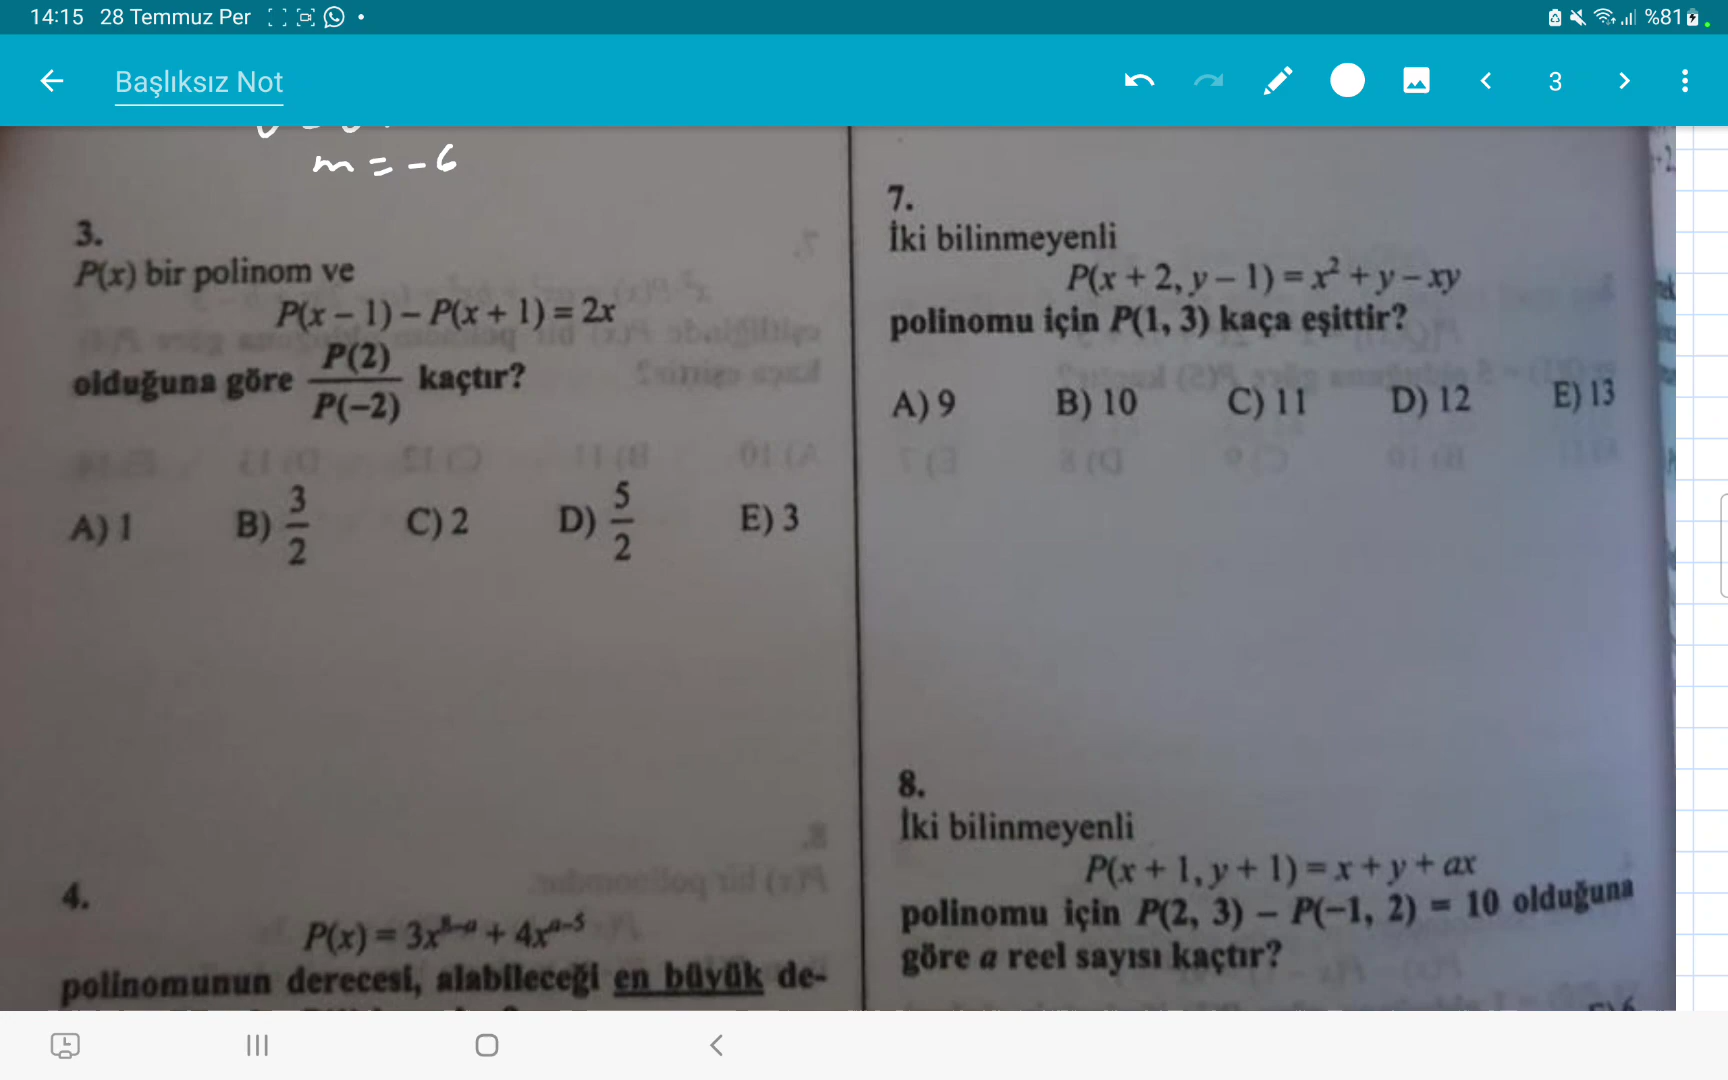 14:15 28 Temmuz Per
%81
Başlıksız Not
3
m = -6
3.
P(x) bir polinom ve
P(x – 1) – P(x + 1) = 2x
olduğuna göre P(2)/P(–2) kaçtır?
A) 1 B) 3/2 C) 2 D) 5/2 E) 3
4.
P(x) = 3x^{8–a} + 4x^{a–5}
polinomunun derecesi, alabileceği en büyük de-
7.
İki bilinmeyenli
P(x + 2, y – 1) = x² + y – xy
polinomu için P(1, 3) kaça eşittir?
A) 9 B) 10 C) 11 D) 12 E) 13
8.
İki bilinmeyenli
P(x + 1, y + 1) = x + y + ax
polinomu için P(2, 3) – P(–1, 2) = 10 olduğuna
göre a reel sayısı kaçtır?